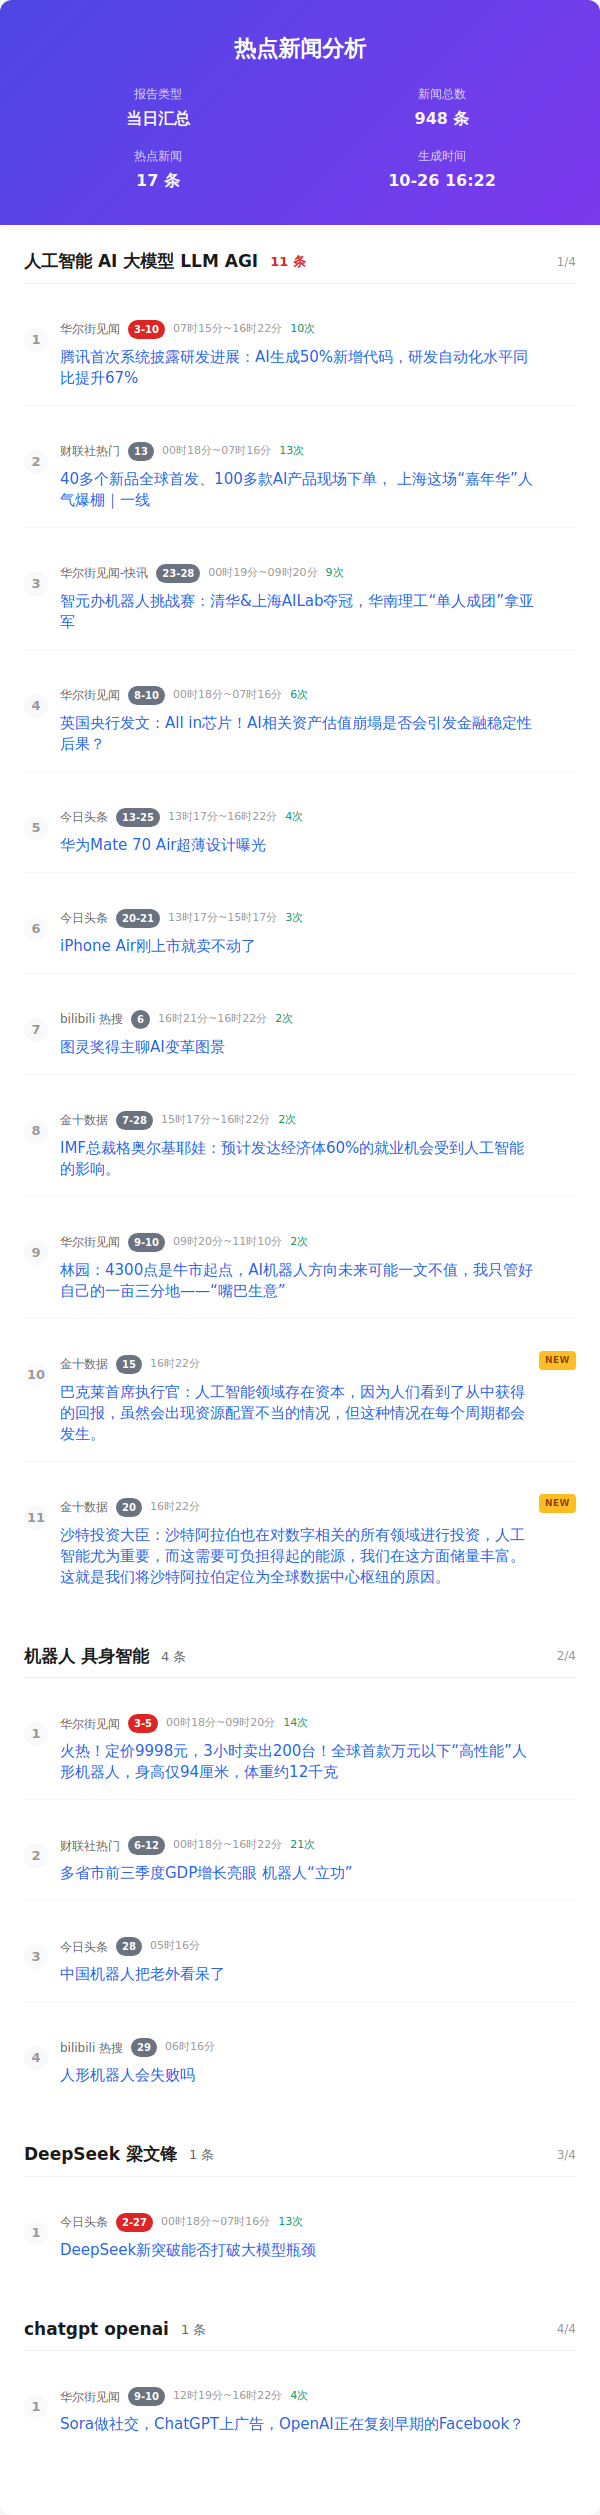 热点新闻分析
报告类型
新闻总数
当日汇总
948 条
热点新闻
生成时间
17 条
10-26 16:22
人工智能 AI 大模型 LLM AGI 11 条 1/4
1 华尔街见闻 3-10 07时15分~16时22分 10次
腾讯首次系统披露研发进展：AI生成50%新增代码，研发自动化水平同
比提升67%
2 财联社热门 13 00时18分~07时16分 13次
40多个新品全球首发、100多款AI产品现场下单， 上海这场“嘉年华”人
气爆棚｜一线
3 华尔街见闻-快讯 23-28 00时19分~09时20分 9次
智元办机器人挑战赛：清华&上海AILab夺冠，华南理工“单人成团”拿亚
军
4 华尔街见闻 8-10 00时18分~07时16分 6次
英国央行发文：All in芯片！AI相关资产估值崩塌是否会引发金融稳定性
后果？
5 今日头条 13-25 13时17分~16时22分 4次
华为Mate 70 Air超薄设计曝光
6 今日头条 20-21 13时17分~15时17分 3次
iPhone Air刚上市就卖不动了
7 bilibili 热搜 6 16时21分~16时22分 2次
图灵奖得主聊AI变革图景
8 金十数据 7-28 15时17分~16时22分 2次
IMF总裁格奥尔基耶娃：预计发达经济体60%的就业机会受到人工智能
的影响。
9 华尔街见闻 9-10 09时20分~11时10分 2次
林园：4300点是牛市起点，AI机器人方向未来可能一文不值，我只管好
自己的一亩三分地——“嘴巴生意”
10 金十数据 15 16时22分 NEW
巴克莱首席执行官：人工智能领域存在资本，因为人们看到了从中获得
的回报，虽然会出现资源配置不当的情况，但这种情况在每个周期都会
发生。
11 金十数据 20 16时22分 NEW
沙特投资大臣：沙特阿拉伯也在对数字相关的所有领域进行投资，人工
智能尤为重要，而这需要可负担得起的能源，我们在这方面储量丰富。
这就是我们将沙特阿拉伯定位为全球数据中心枢纽的原因。
机器人 具身智能 4 条 2/4
1 华尔街见闻 3-5 00时18分~09时20分 14次
火热！定价9998元，3小时卖出200台！全球首款万元以下“高性能”人
形机器人，身高仅94厘米，体重约12千克
2 财联社热门 6-12 00时18分~16时22分 21次
多省市前三季度GDP增长亮眼 机器人“立功”
3 今日头条 28 05时16分
中国机器人把老外看呆了
4 bilibili 热搜 29 06时16分
人形机器人会失败吗
DeepSeek 梁文锋 1 条 3/4
1 今日头条 2-27 00时18分~07时16分 13次
DeepSeek新突破能否打破大模型瓶颈
chatgpt openai 1 条 4/4
1 华尔街见闻 9-10 12时19分~16时22分 4次
Sora做社交，ChatGPT上广告，OpenAI正在复刻早期的Facebook？